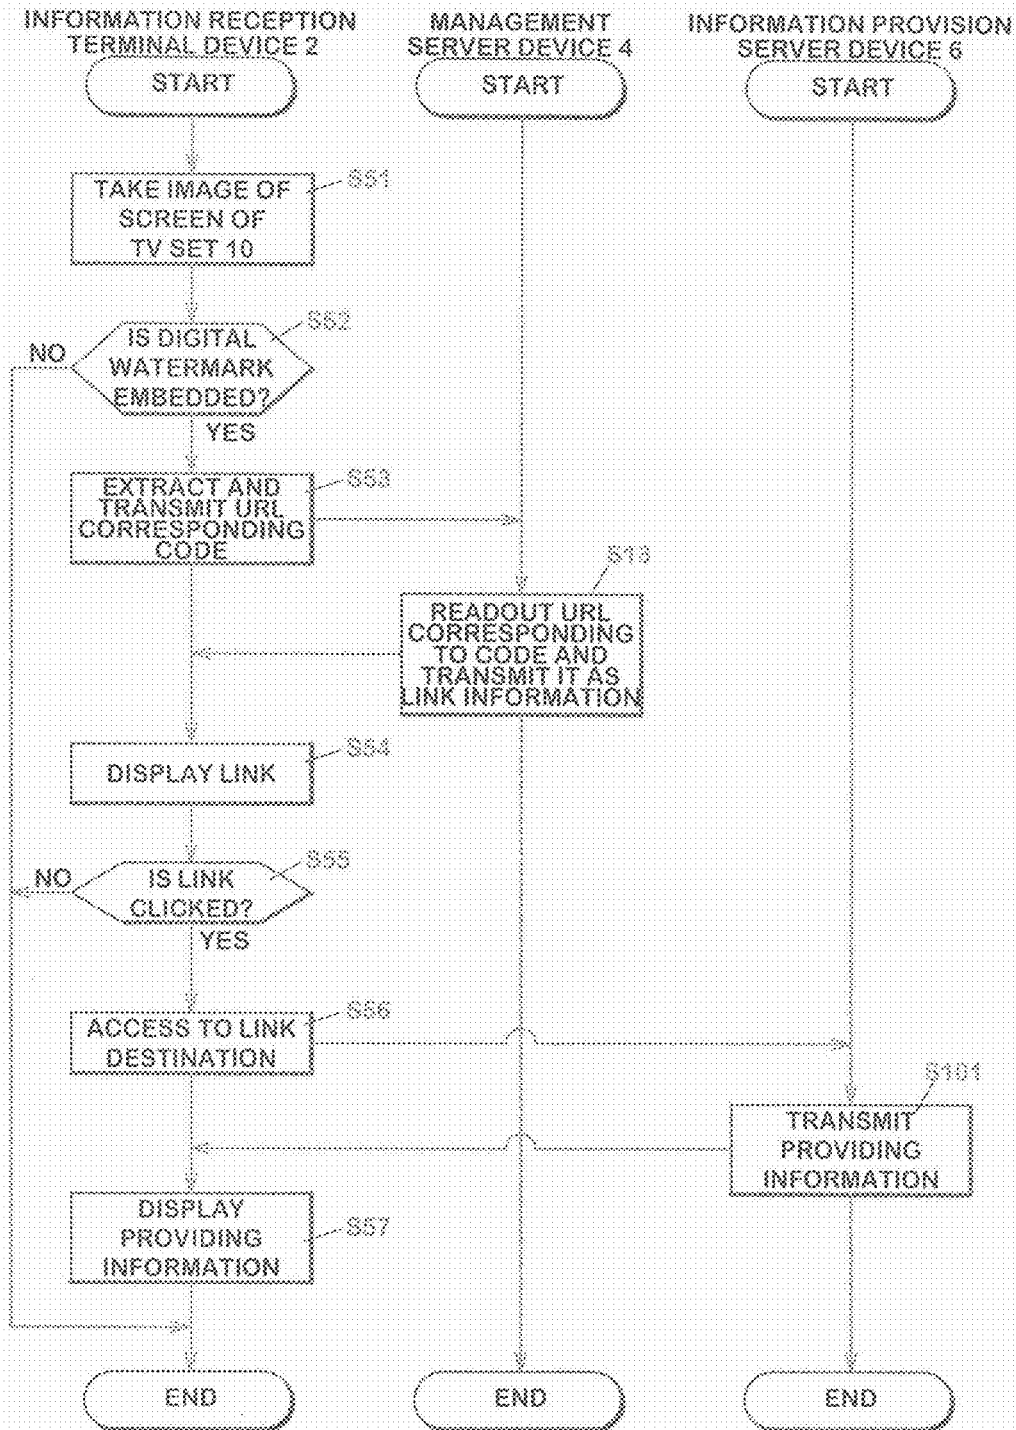 INFORMATION RECEPTION
TERMINAL DEVICE 2
MANAGEMENT
SERVER DEVICE 4
INFORMATION PROVISION
SERVER DEVICE 6
START
START
START
S51
TAKE IMAGE OF
SCREEN OF
TV SET 10
S52
NO
IS DIGITAL
WATERMARK
EMBEDDED?
YES
S53
EXTRACT AND
TRANSMIT URL
CORRESPONDING
CODE
S13
READOUT URL
CORRESPONDING
TO CODE AND
TRANSMIT IT AS
LINK INFORMATION
S54
DISPLAY LINK
S55
NO
IS LINK
CLICKED?
YES
S56
ACCESS TO LINK
DESTINATION
S101
TRANSMIT
PROVIDING
INFORMATION
DISPLAY
PROVIDING
INFORMATION
S57
END
END
END